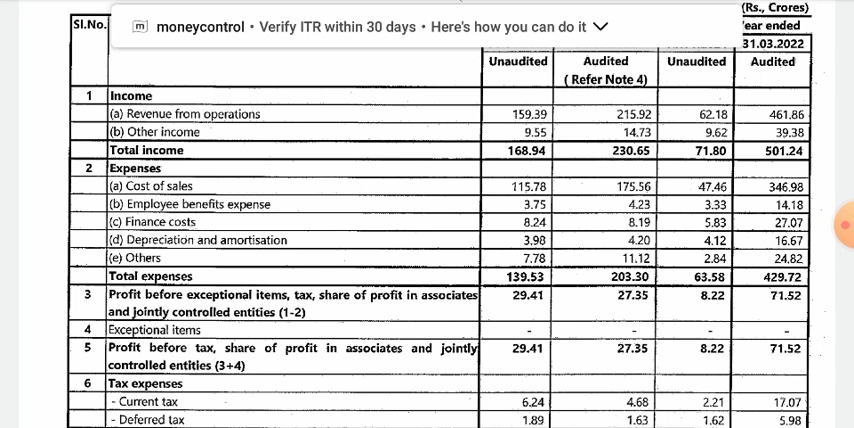 (Rs., Crores)
Sl.No.
m moneycontrol • Verify ITR within 30 days • Here's how you can do it
ear ended
31.03.2022
Unaudited Audited Unaudited Audited
( Refer Note 4)
1 Income
(a) Revenue from operations 159.39 215.92 62.18 461.86
(b) Other income 9.55 14.73 9.62 39.38
Total income 168.94 230.65 71.80 501.24
2 Expenses
(a) Cost of sales 115.78 175.56 47.46 346.98
(b) Employee benefits expense 3.75 4.23 3.33 14.18
(c) Finance costs 8.24 8.19 5.83 27.07
(d) Depreciation and amortisation 3.98 4.20 4.12 16.67
(e) Others 7.78 11.12 2.84 24.82
Total expenses 139.53 203.30 63.58 429.72
3 Profit before exceptional items, tax, share of profit in associates 29.41 27.35 8.22 71.52
and jointly controlled entities (1-2)
4 Exceptional items - - - -
5 Profit before tax, share of profit in associates and jointly 29.41 27.35 8.22 71.52
controlled entities (3+4)
6 Tax expenses
- Current tax 6.24 4.68 2.21 17.07
- Deferred tax 1.89 1.63 1.62 5.98